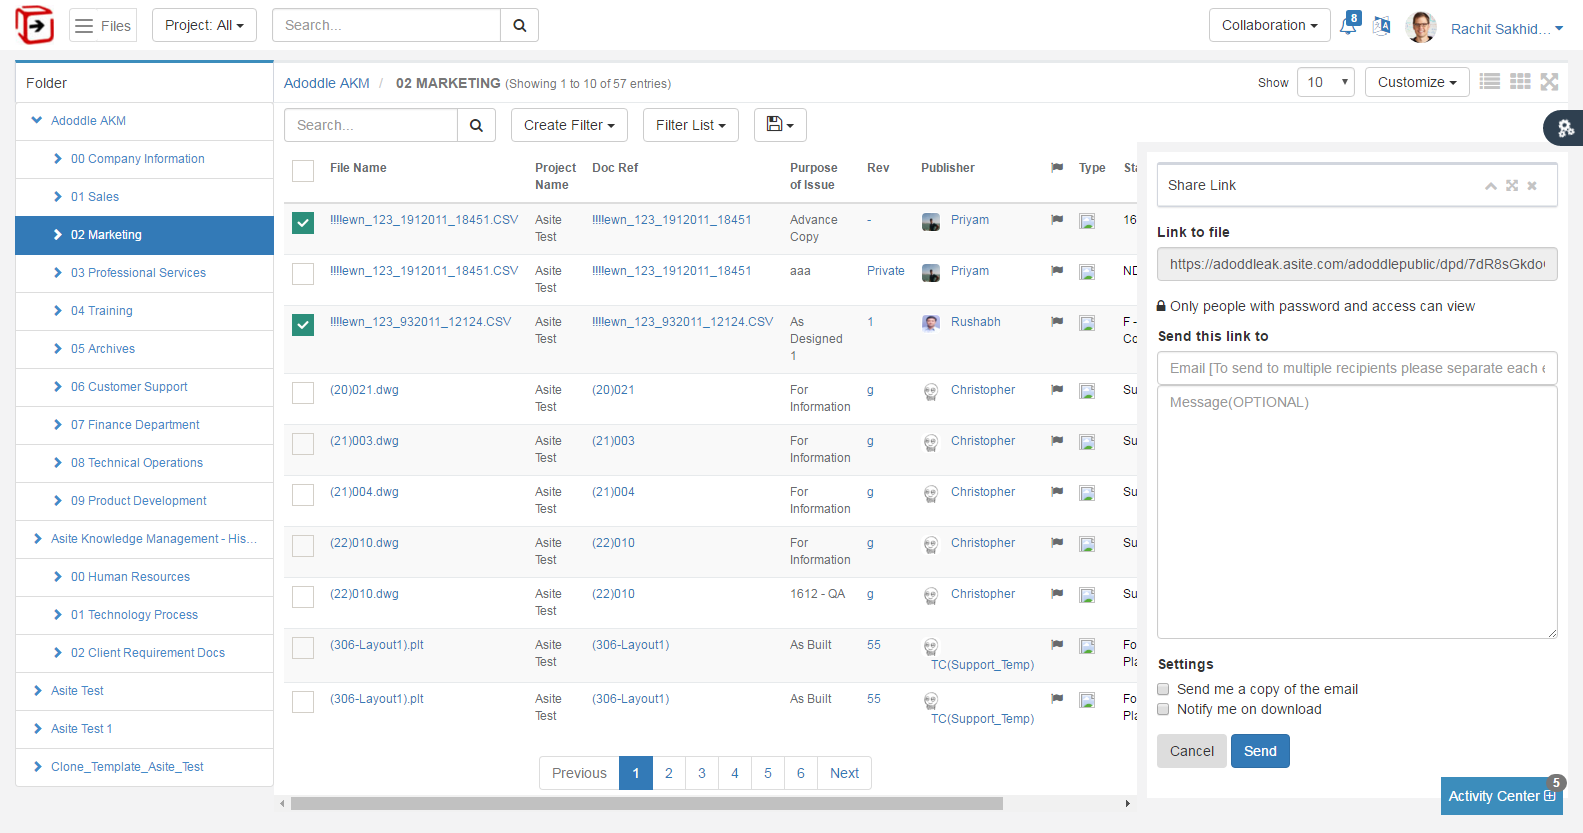 Files
Project: All
Search...
Collaboration
8
Rachit Sakhid...
Folder
Adoddle AKM
00 Company Information
01 Sales
02 Marketing
03 Professional Services
04 Training
05 Archives
06 Customer Support
07 Finance Department
08 Technical Operations
09 Product Development
Asite Knowledge Management - His...
00 Human Resources
01 Technology Process
02 Client Requirement Docs
Asite Test
Asite Test 1
Clone_Template_Asite_Test
Adoddle AKM / 02 MARKETING (Showing 1 to 10 of 57 entries)
Show 10 Customize
Search...
Create Filter
Filter List
File Name Project Name Doc Ref Purpose of Issue Rev Publisher Type Sta
!!!!ewn_123_1912011_18451.CSV Asite Test !!!!ewn_123_1912011_18451 Advance Copy - Priyam 16
!!!!ewn_123_1912011_18451.CSV Asite Test !!!!ewn_123_1912011_18451 aaa Private Priyam ND
!!!!ewn_123_932011_12124.CSV Asite Test !!!!ewn_123_932011_12124.CSV As Designed 1 1 Rushabh F - Co
(20)021.dwg Asite Test (20)021 For Information g Christopher Su
(21)003.dwg Asite Test (21)003 For Information g Christopher Su
(21)004.dwg Asite Test (21)004 For Information g Christopher Su
(22)010.dwg Asite Test (22)010 For Information g Christopher Su
(22)010.dwg Asite Test (22)010 1612 - QA g Christopher Su
(306-Layout1).plt Asite Test (306-Layout1) As Built 55 TC(Support_Temp) Fo Pla
(306-Layout1).plt Asite Test (306-Layout1) As Built 55 TC(Support_Temp) Fo Pla
Previous 1 2 3 4 5 6 Next
Share Link
Link to file
https://adoddleak.asite.com/adoddlepublic/dpd/7dR8sGkdo
Only people with password and access can view
Send this link to
Email [To send to multiple recipients please separate each e
Message(OPTIONAL)
Settings
Send me a copy of the email
Notify me on download
Cancel Send
Activity Center
5